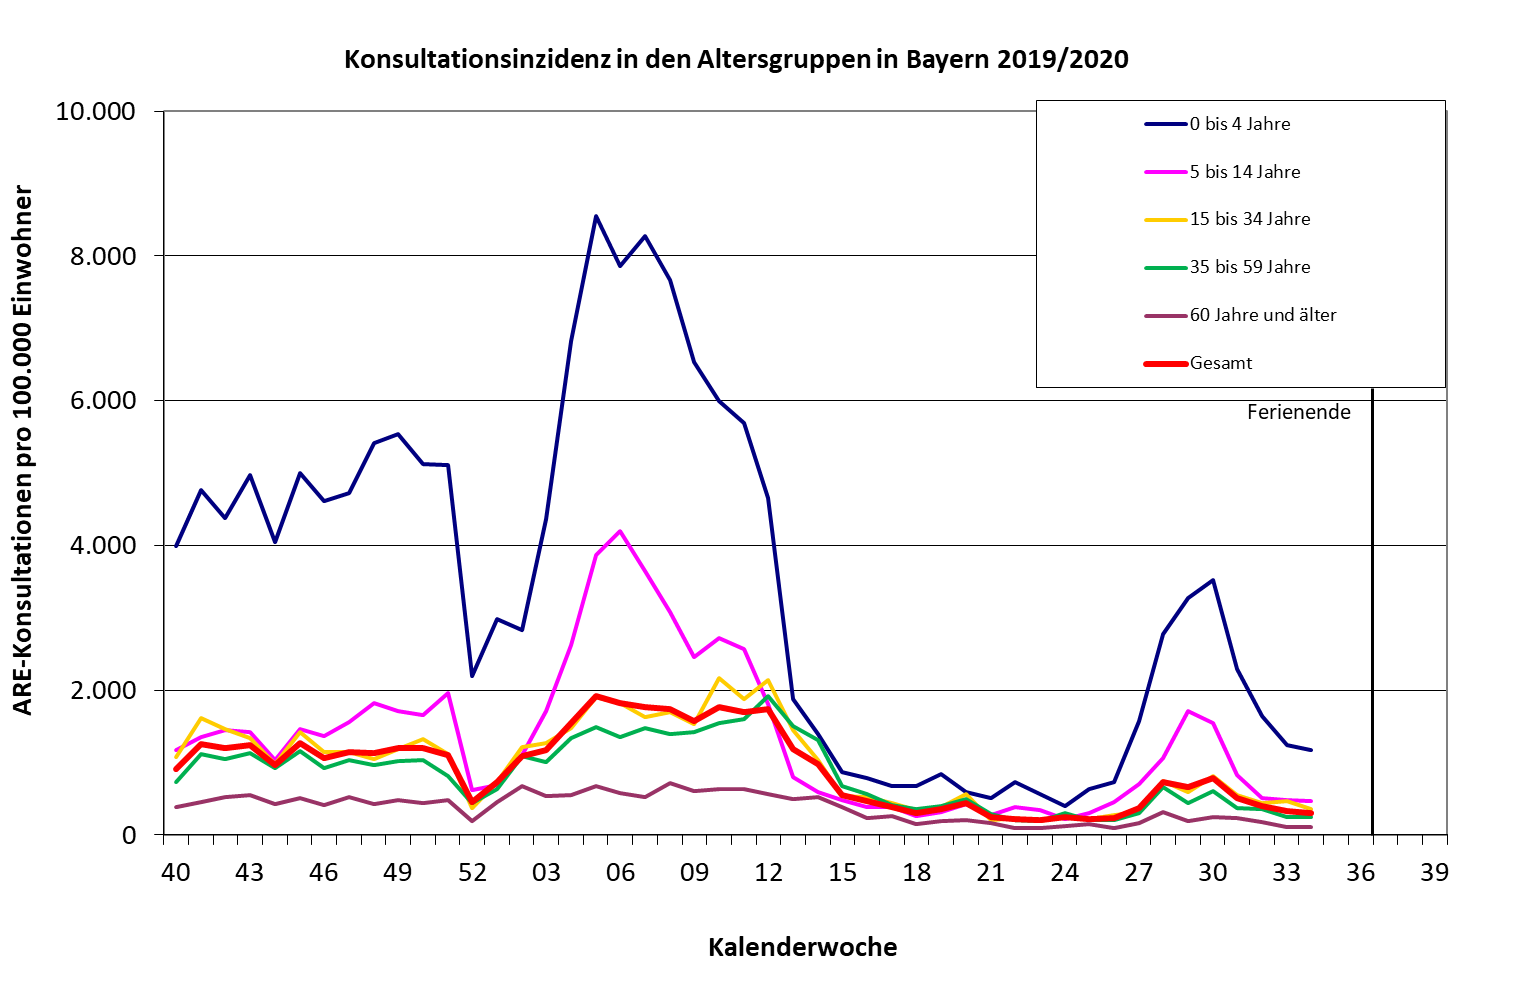 Konsultationsinzidenz in den Altersgruppen in Bayern 2019/2020
ARE-Konsultationen pro 100.000 Einwohner
10.000
8.000
6.000
4.000
2.000
0
0 bis 4 Jahre
5 bis 14 Jahre
15 bis 34 Jahre
35 bis 59 Jahre
60 Jahre und älter
Gesamt
Ferienende
40 43 46 49 52 03 06 09 12 15 18 21 24 27 30 33 36 39
Kalenderwoche